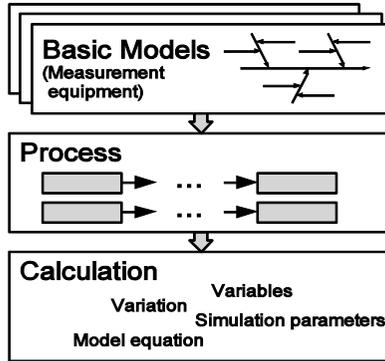 Basic Models
(Measurement
equipment)
Process
...
...
Calculation
Variables
Variation
Simulation parameters
Model equation